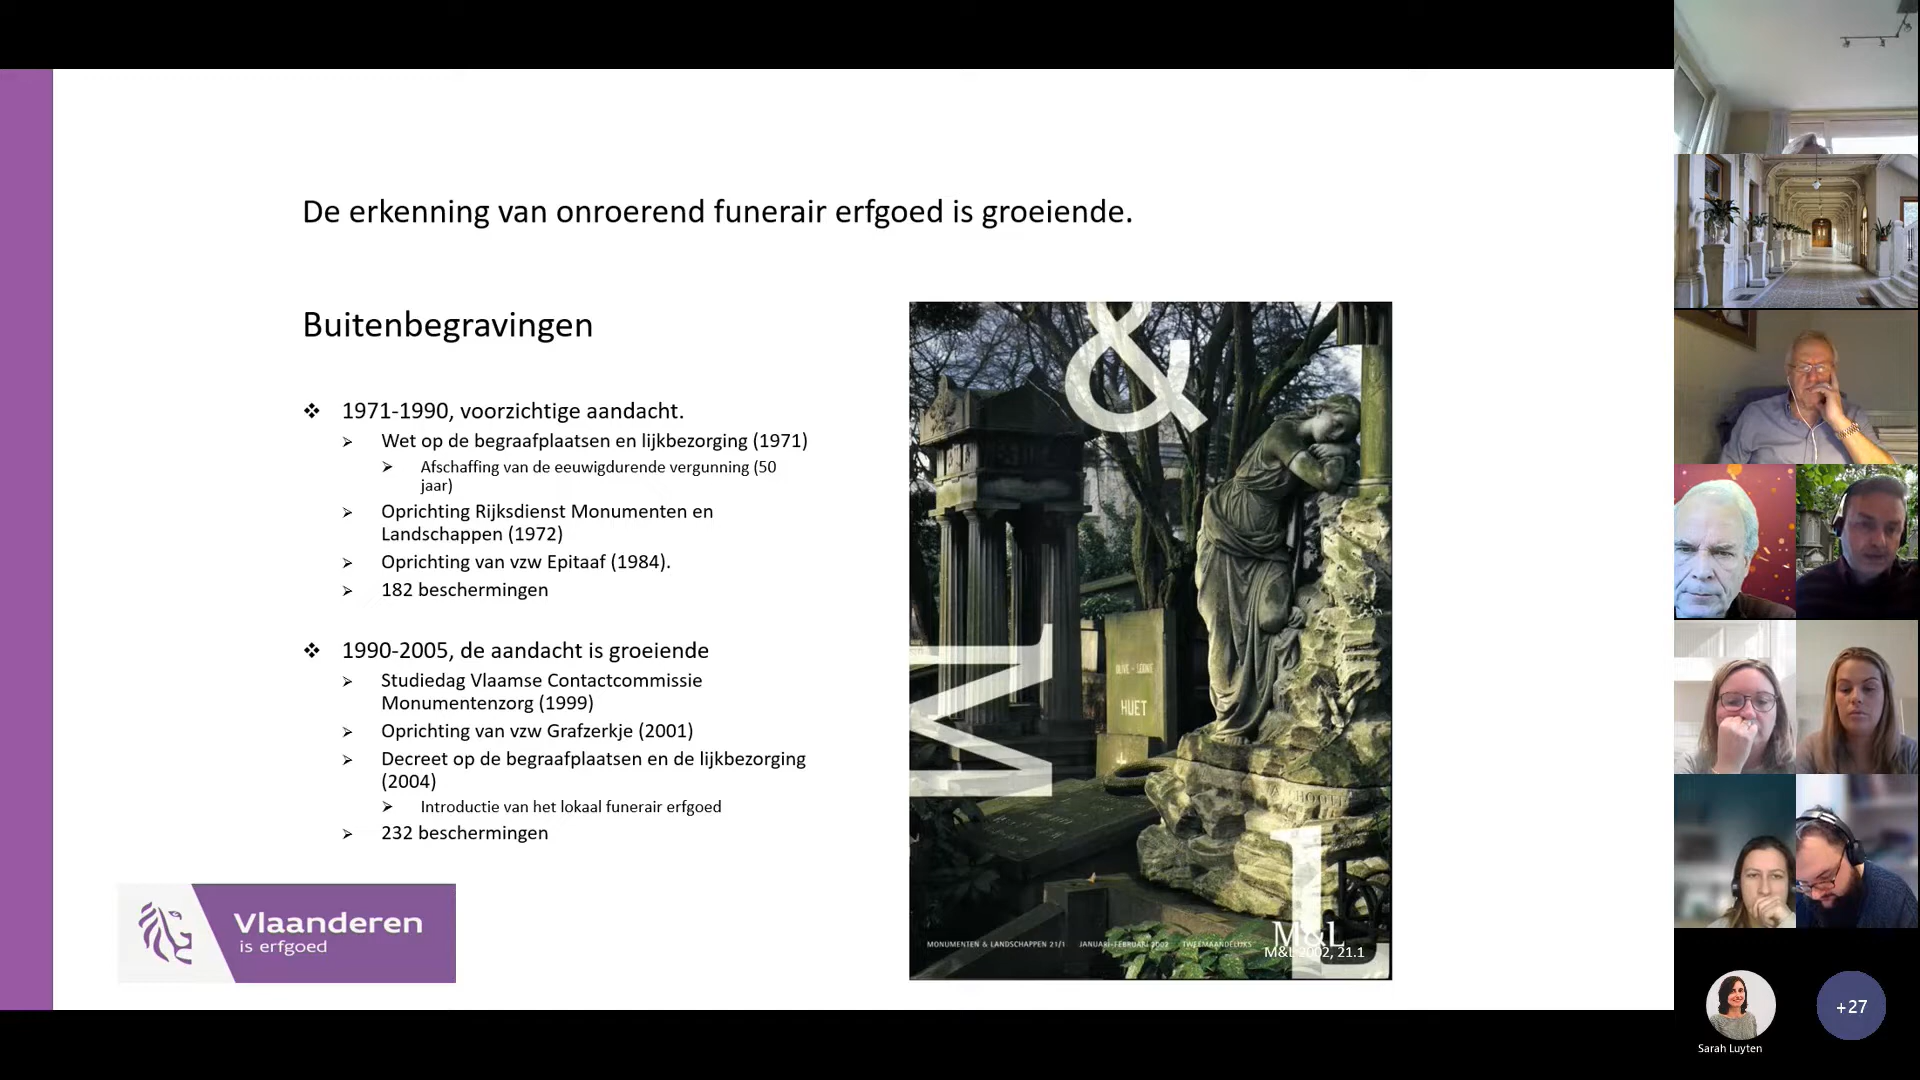 De erkenning van onroerend funerair erfgoed is groeiende.
Buitenbegravingen
1971-1990, voorzichtige aandacht.
Wet op de begraafplaatsen en lijkbezorging (1971)
Afschaffing van de eeuwigdurende vergunning (50
jaar)
Oprichting Rijksdienst Monumenten en
Landschappen (1972)
Oprichting van vzw Epitaaf (1984).
182 beschermingen
1990-2005, de aandacht is groeiende
Studiedag Vlaamse Contactcommissie
Monumentenzorg (1999)
Oprichting van vzw Grafzerkje (2001)
Decreet op de begraafplaatsen en de lijkbezorging
(2004)
Introductie van het lokaal funerair erfgoed
232 beschermingen
Vlaanderen
is erfgoed
&
M
L
HUET
MONUMENTEN & LANDSCHAPPEN 21/1 JANUARI-FEBRUARI 2002 TWEEMAANDELIJKS
M&L
M&L 2002, 21.1
+27
Sarah Luyten